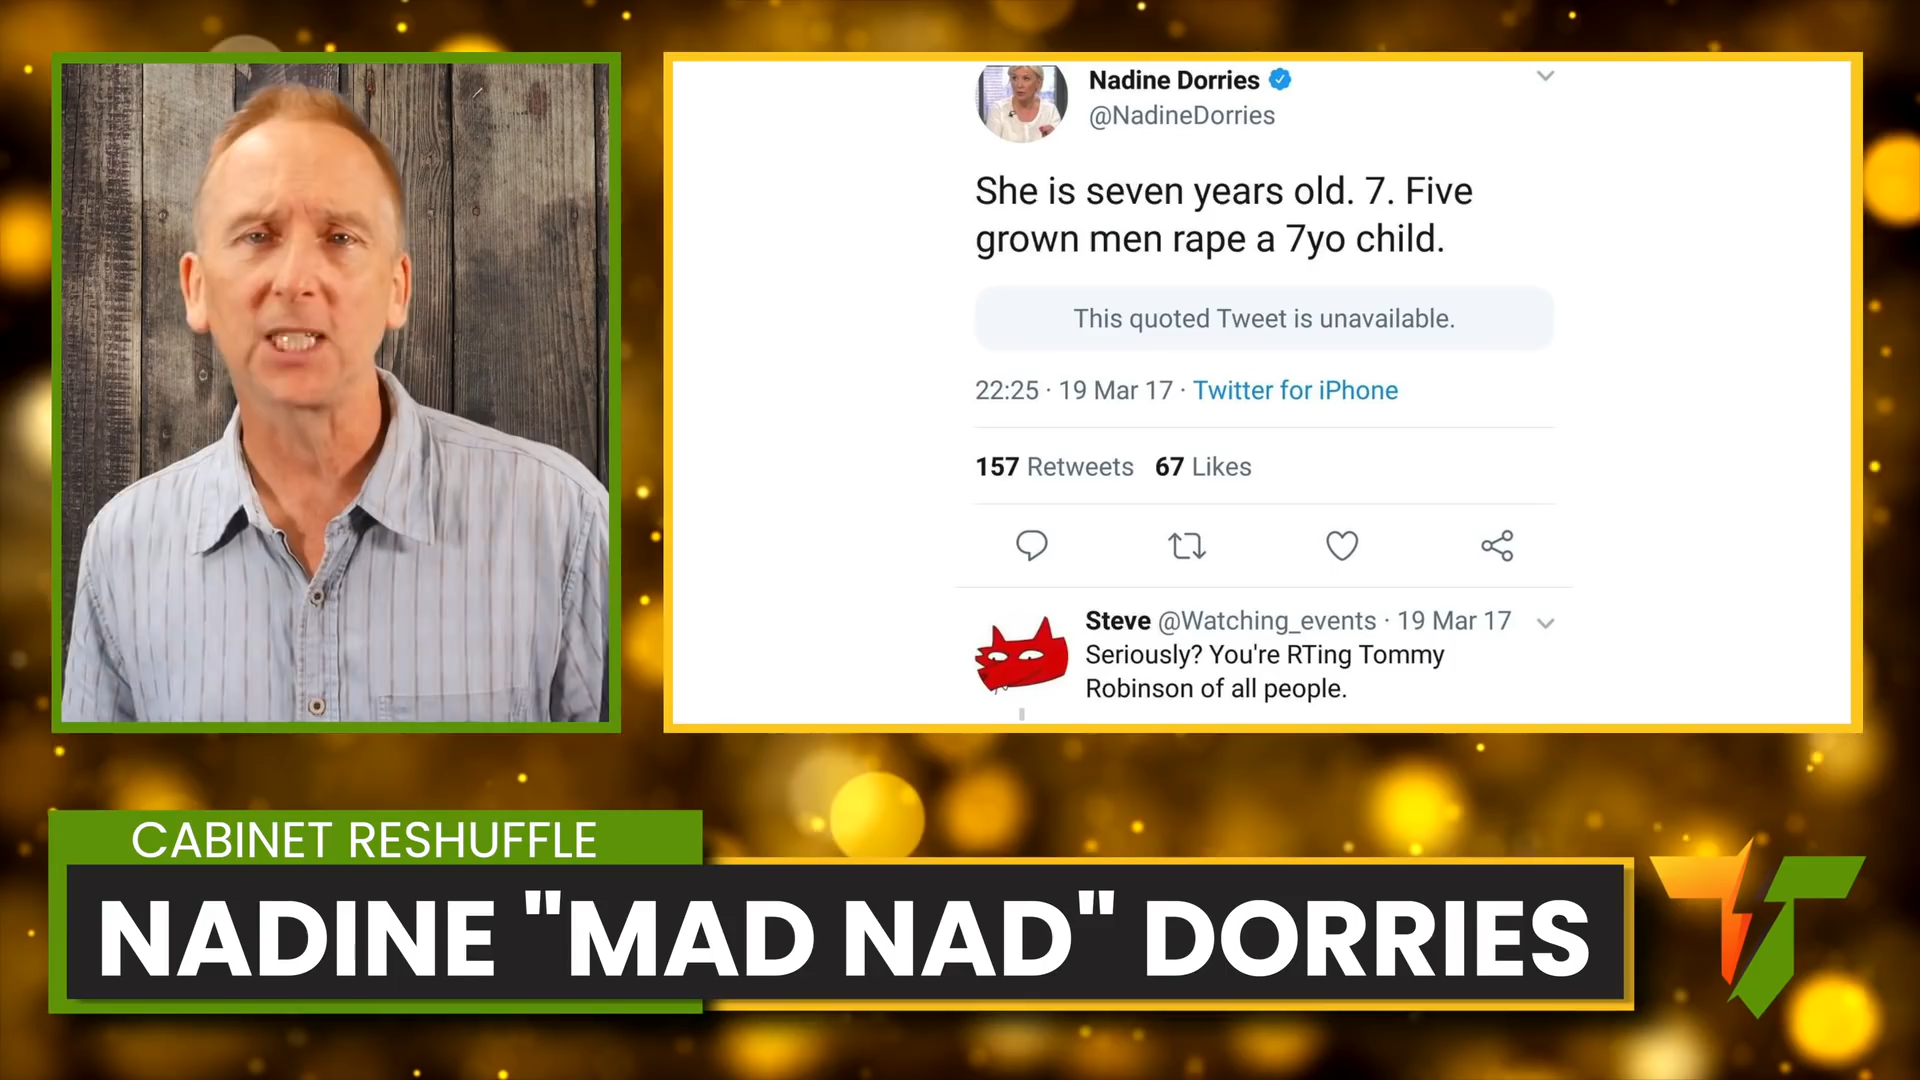 Nadine Dorries
@NadineDorries
She is seven years old. 7. Five
grown men rape a 7yo child.
This quoted Tweet is unavailable.
22:25 · 19 Mar 17 · Twitter for iPhone
157 Retweets 67 Likes
Steve @Watching_events · 19 Mar 17
Seriously? You're RTing Tommy
Robinson of all people.
CABINET RESHUFFLE
NADINE "MAD NAD" DORRIES